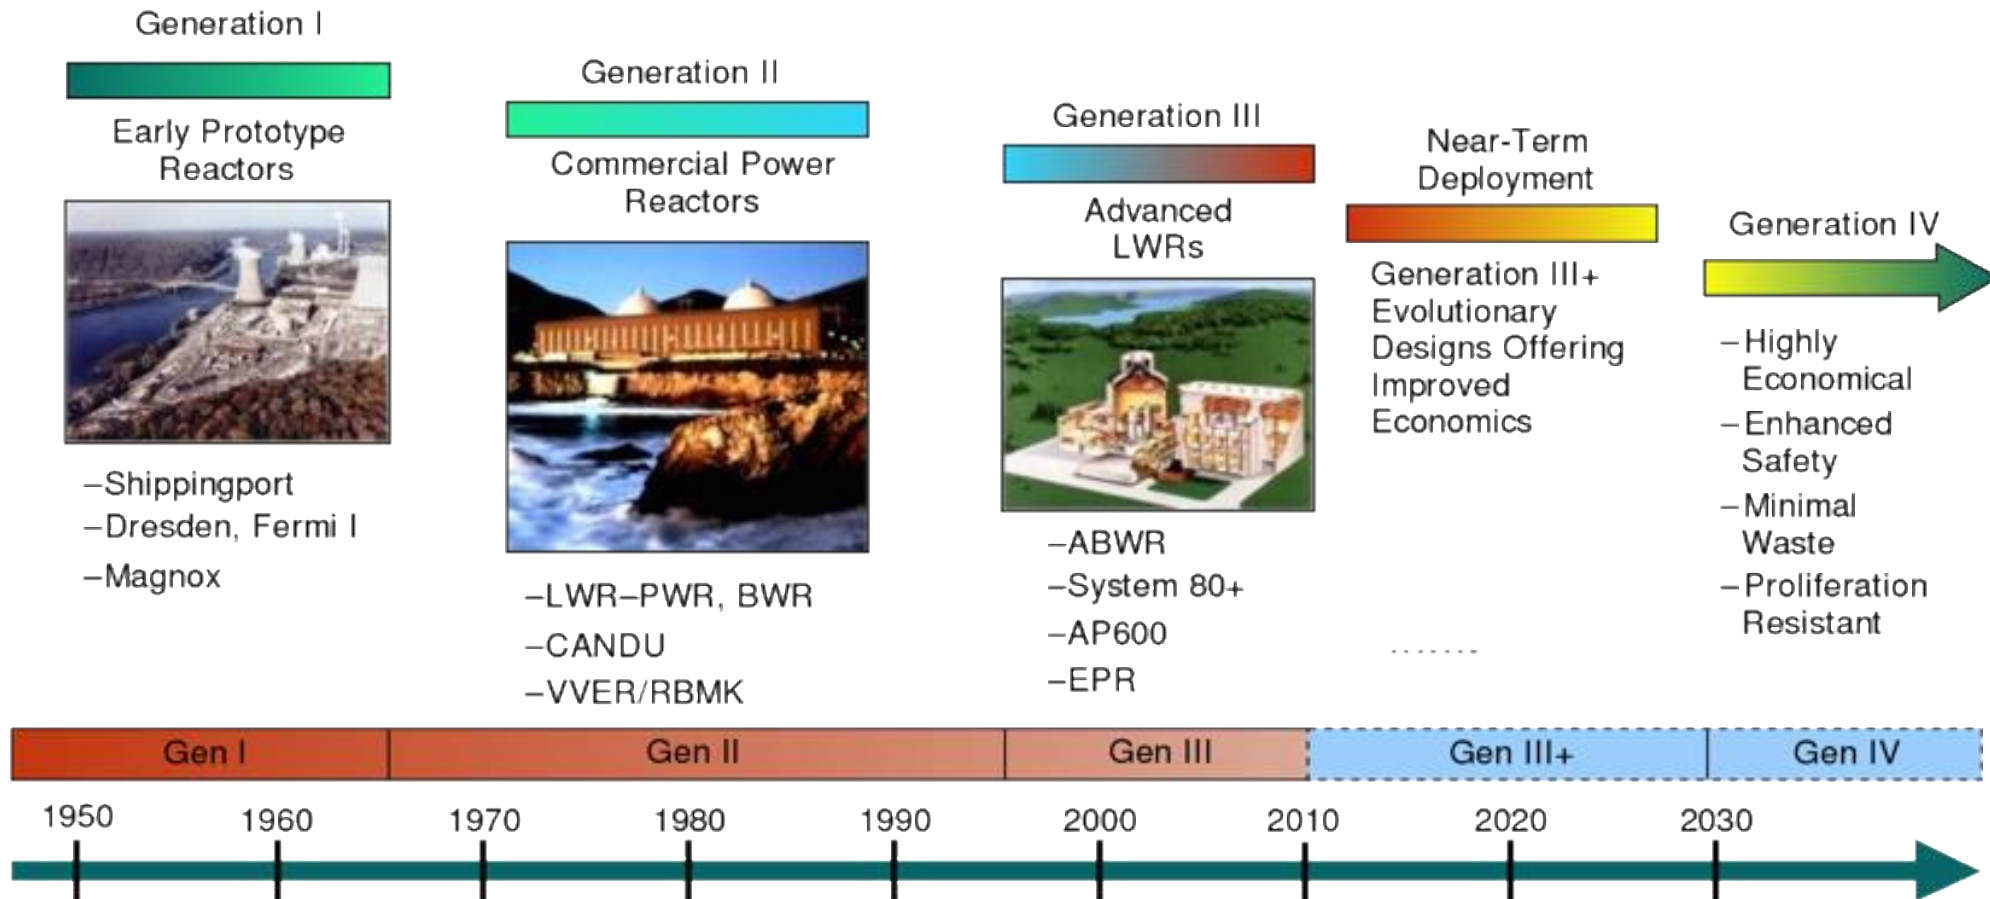 Generation I
Early Prototype
Reactors
–Shippingport
–Dresden, Fermi I
–Magnox
Generation II
Commercial Power
Reactors
–LWR–PWR, BWR
–CANDU
–VVER/RBMK
Generation III
Advanced
LWRs
–ABWR
–System 80+
–AP600
–EPR
Near-Term
Deployment
Generation III+
Evolutionary
Designs Offering
Improved
Economics
.......
Generation IV
–Highly
Economical
–Enhanced
Safety
–Minimal
Waste
–Proliferation
Resistant
Gen I
Gen II
Gen III
Gen III+
Gen IV
1950
1960
1970
1980
1990
2000
2010
2020
2030